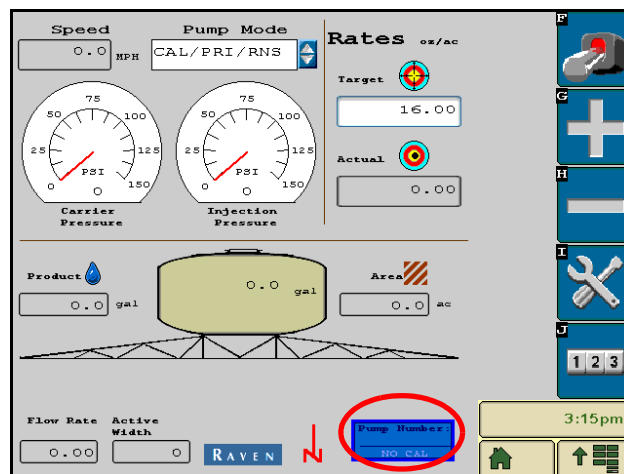 Speed
0.0 MPH
Pump Mode
CAL/PRI/RNS
Rates oz/ac
Target
16.00
Actual
0.00
75
50 100
25 125
PSI
0 150
Carrier
Pressure
75
50 100
25 125
PSI
0 150
Injection
Pressure
Product
0.0 gal
0.0 gal
Area
0.0 ac
Flow Rate
0.00
Active
Width
0
RAVEN
Pump Number:
NO CAL
F
G
H
I
J
1 2 3
3:15pm